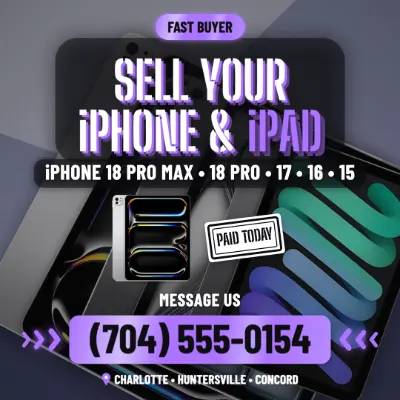 FAST BUYER
SELL YOUR
iPHONE & iPAD
iPHONE 18 PRO MAX • 18 PRO • 17 • 16 • 15
PAID TODAY
MESSAGE US
(704) 555-0154
CHARLOTTE • HUNTERSVILLE • CONCORD